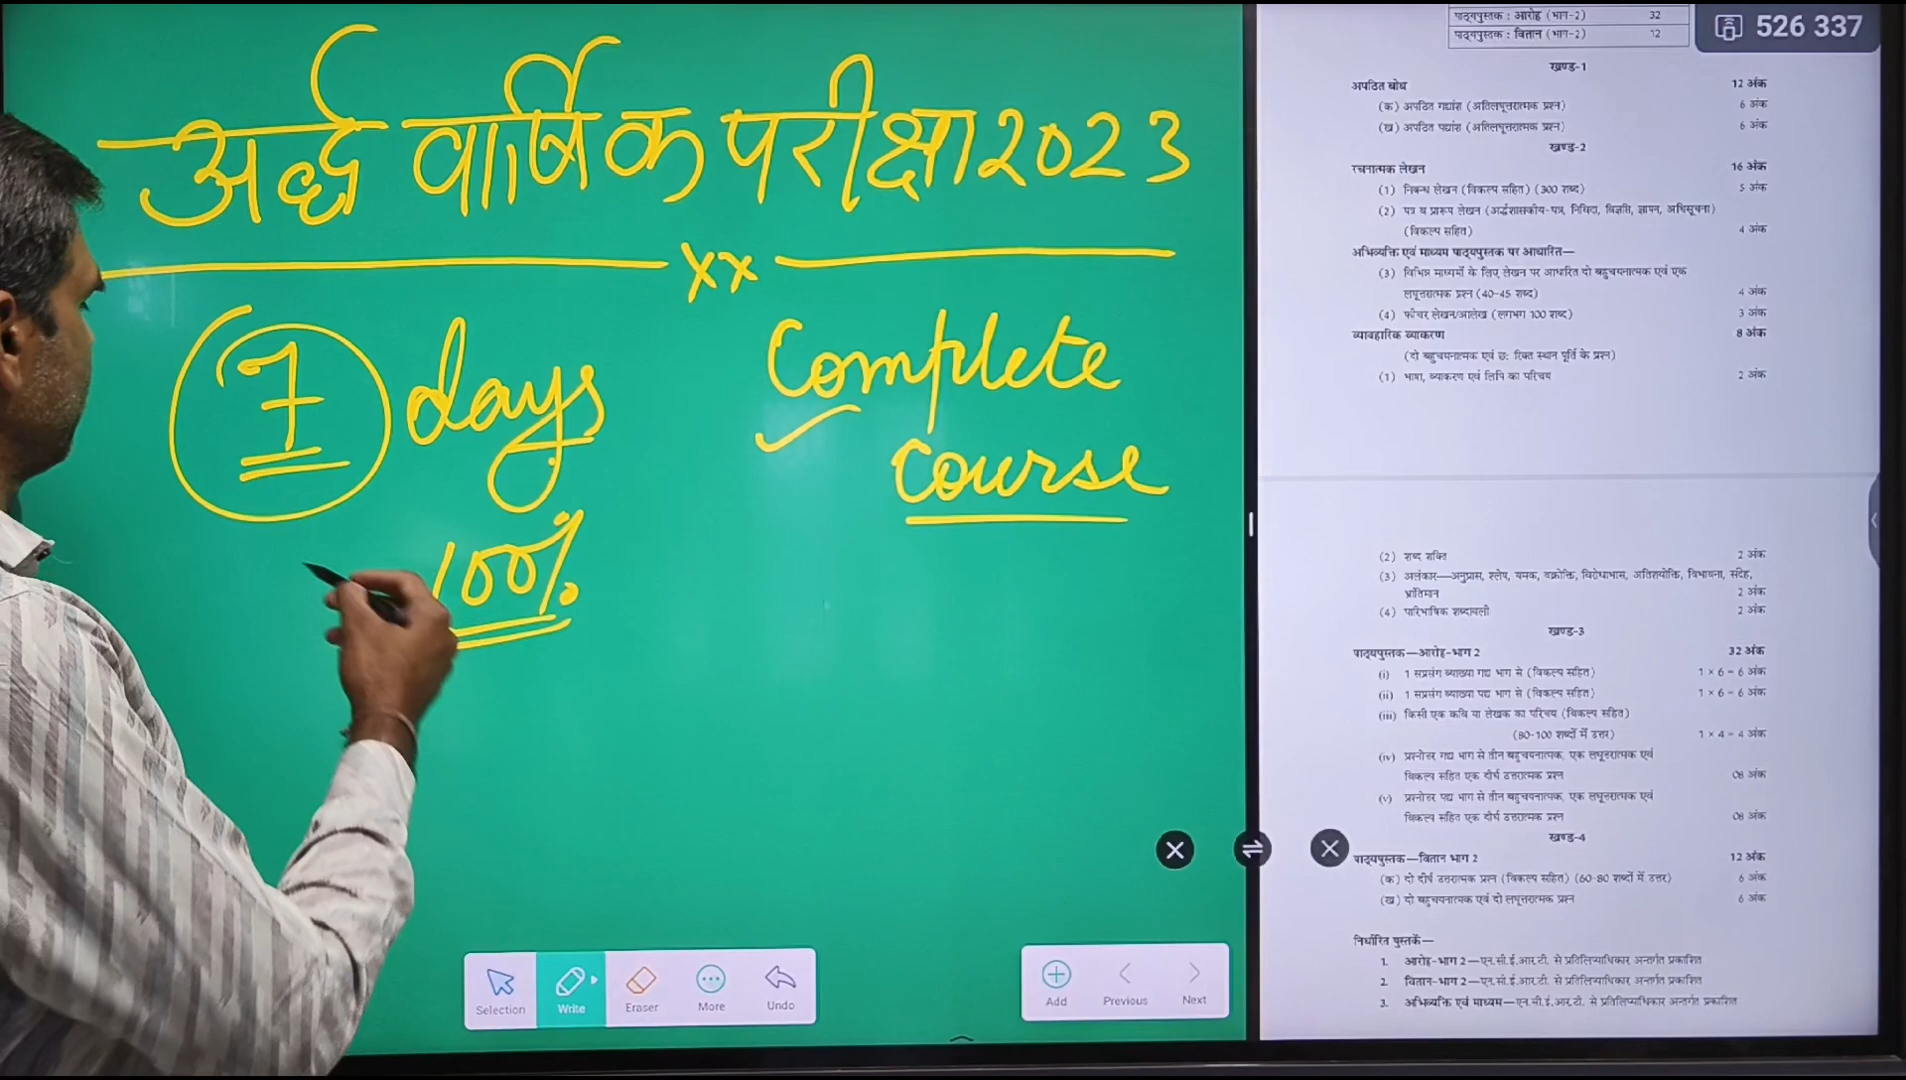 अर्द्ध वार्षिक परीक्षा २०23
xx
7 days
100%
Complete
Course
Selection
Write
Eraser
More
Undo
Add
Previous
Next
526 337
पाठ्यपुस्तक : आरोह (भाग-2) 32
पाठ्यपुस्तक : वितान (भाग-2) 12
खण्ड-1
अपठित बोध 12 अंक
(क) अपठित गद्यांश (अतिलघूत्तरात्मक प्रश्न) 6 अंक
(ख) अपठित पद्यांश (अतिलघूत्तरात्मक प्रश्न) 6 अंक
खण्ड-2
रचनात्मक लेखन 16 अंक
(1) निबन्ध लेखन (विकल्प सहित) (300 शब्द) 5 अंक
(2) पत्र व प्रारूप लेखन (अर्द्धशासकीय-पत्र, निविदा, विज्ञप्ति, ज्ञापन, अधिसूचना)
(विकल्प सहित) 4 अंक
अभिव्यक्ति एवं माध्यम पाठ्यपुस्तक पर आधारित—
(3) विभिन्न माध्यमों के लिए लेखन पर आधरित दो बहुचयनात्मक एवं एक
लघूत्तरात्मक प्रश्न (40-45 शब्द) 4 अंक
(4) फीचर लेखन/आलेख (लगभग 100 शब्द) 3 अंक
व्यावहारिक व्याकरण 8 अंक
(दो बहुचयनात्मक एवं छ: रिक्त स्थान पूर्ति के प्रश्न)
(1) भाषा, व्याकरण एवं लिपि का परिचय 2 अंक
(2) शब्द शक्ति 2 अंक
(3) अलंकार—अनुप्रास, श्लेष, यमक, वक्रोक्ति, विरोधाभास, अतिशयोक्ति, विभावना, संदेह,
भ्रांतिमान 2 अंक
(4) पारिभाषिक शब्दावली 2 अंक
खण्ड-3
पाठ्यपुस्तक—आरोह-भाग 2 32 अंक
(i) 1 सप्रसंग व्याख्या गद्य भाग से (विकल्प सहित) 1 × 6 = 6 अंक
(ii) 1 सप्रसंग व्याख्या पद्य भाग से (विकल्प सहित) 1 × 6 = 6 अंक
(iii) किसी एक कवि या लेखक का परिचय (विकल्प सहित)
(80-100 शब्दों में उत्तर) 1 × 4 = 4 अंक
(iv) प्रश्नोत्तर गद्य भाग से तीन बहुचयनात्मक, एक लघूत्तरात्मक एवं
विकल्प सहित एक दीर्घ उत्तरात्मक प्रश्न 08 अंक
(v) प्रश्नोत्तर पद्य भाग से तीन बहुचयनात्मक, एक लघूत्तरात्मक एवं
विकल्प सहित एक दीर्घ उत्तरात्मक प्रश्न 08 अंक
खण्ड-4
पाठ्यपुस्तक—वितान भाग 2 12 अंक
(क) दो दीर्घ उत्तरात्मक प्रश्न (विकल्प सहित) (60-80 शब्दों में उत्तर) 6 अंक
(ख) दो बहुचयनात्मक एवं दो लघूत्तरात्मक प्रश्न 6 अंक
निर्धारित पुस्तकें—
1. आरोह-भाग 2—एन.सी.ई.आर.टी. से प्रतिलिप्याधिकार अन्तर्गत प्रकाशित
2. वितान-भाग 2—एन.सी.ई.आर.टी. से प्रतिलिप्याधिकार अन्तर्गत प्रकाशित
3. अभिव्यक्ति एवं माध्यम—एन.सी.ई.आर.टी. से प्रतिलिप्याधिकार अन्तर्गत प्रकाशित